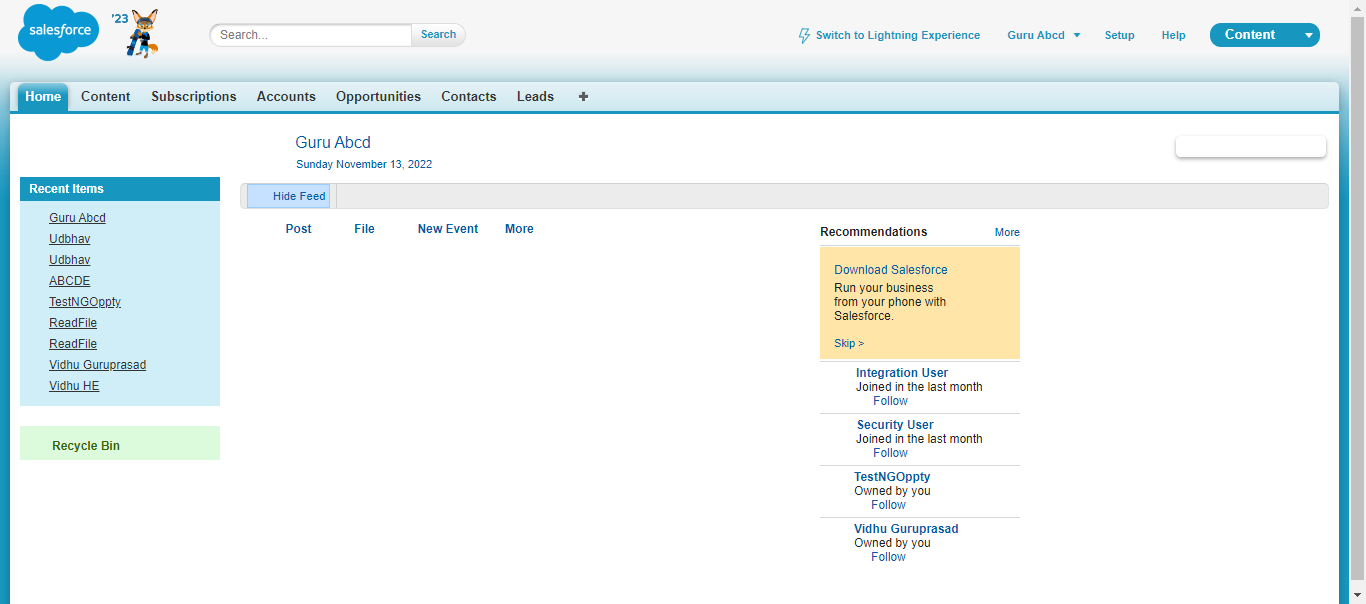 salesforce
'23
Search...
Search
Switch to Lightning Experience
Guru Abcd
Setup
Help
Content
Home
Content
Subscriptions
Accounts
Opportunities
Contacts
Leads
+
Guru Abcd
Sunday November 13, 2022
Recent Items
Guru Abcd
Udbhav
Udbhav
ABCDE
TestNGOppty
ReadFile
ReadFile
Vidhu Guruprasad
Vidhu HE
Recycle Bin
Hide Feed
Post
File
New Event
More
Recommendations
More
Download Salesforce
Run your business
from your phone with
Salesforce.
Skip >
Integration User
Joined in the last month
Follow
Security User
Joined in the last month
Follow
TestNGOppty
Owned by you
Follow
Vidhu Guruprasad
Owned by you
Follow